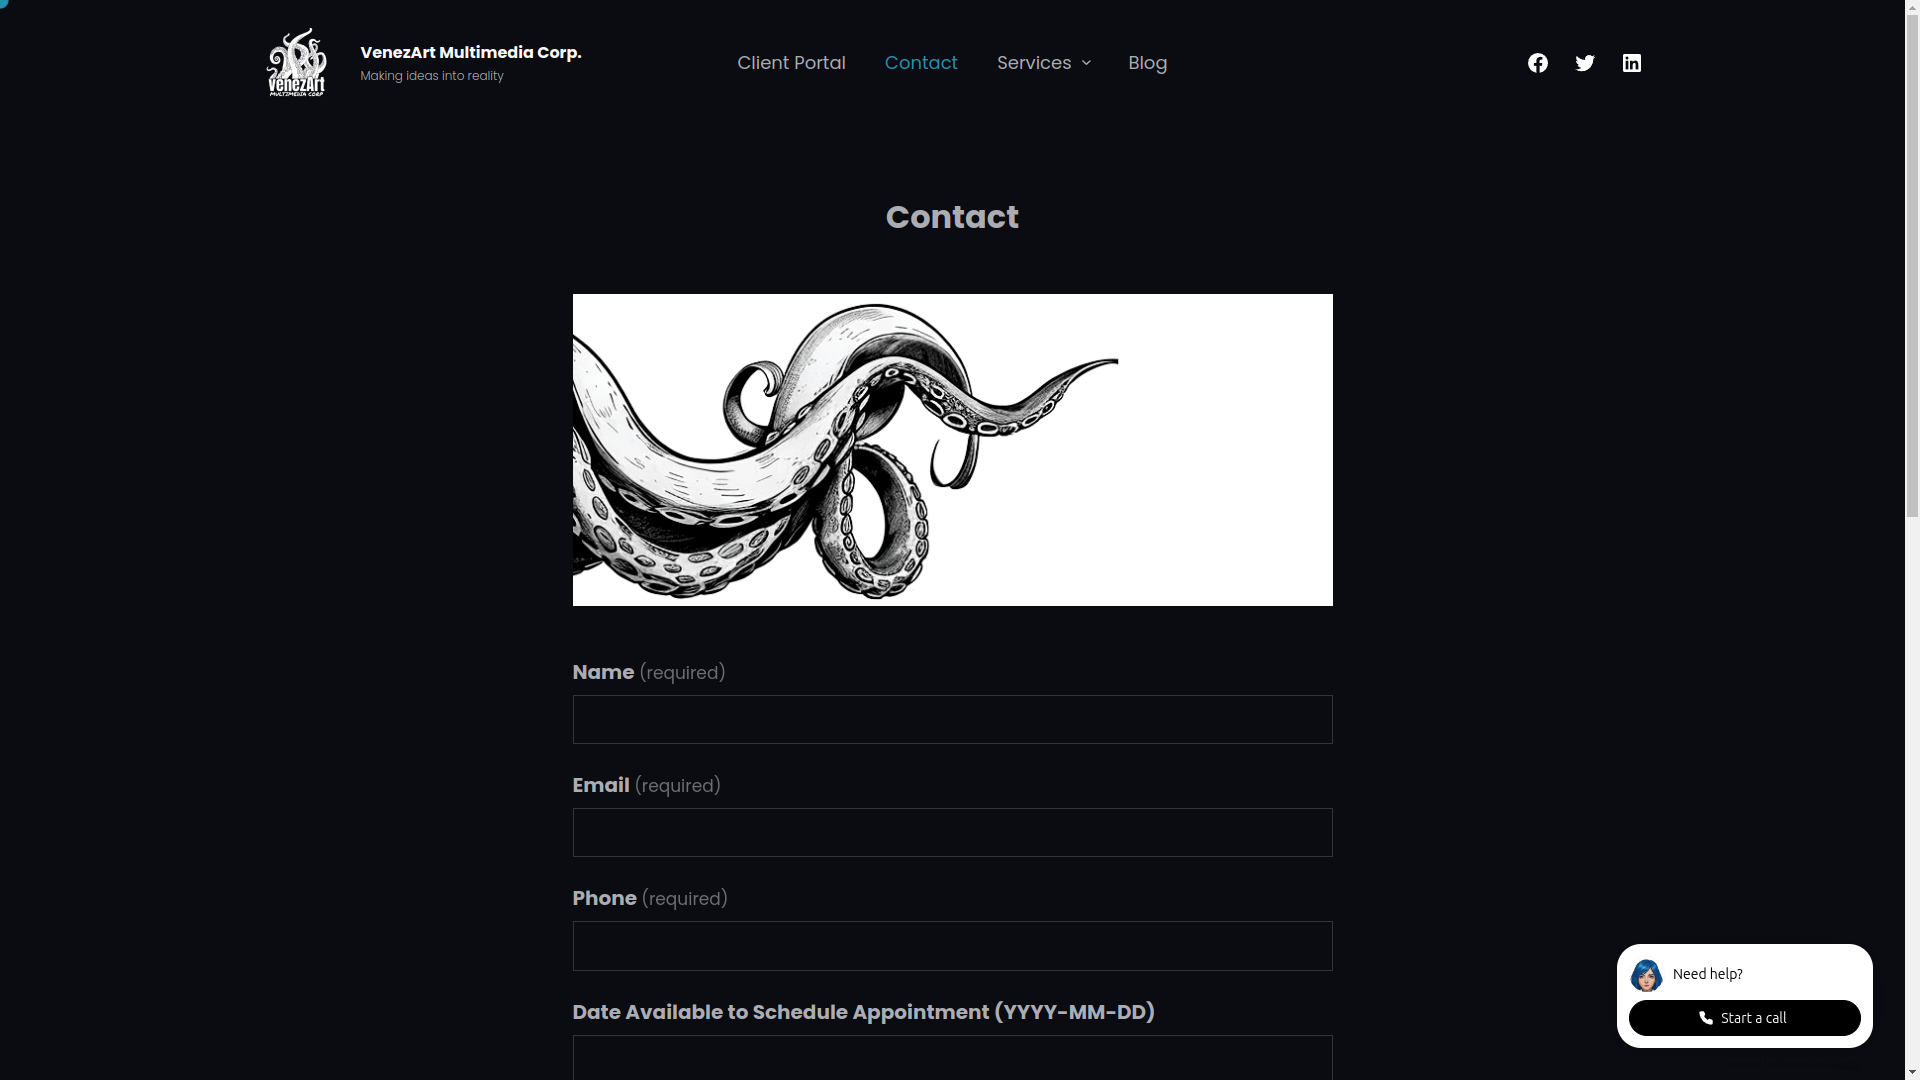 venezArt
MULTIMEDIA CORP
VenezArt Multimedia Corp.
Making ideas into reality
Client Portal
Contact
Services
Blog
Contact
Name (required)
Email (required)
Phone (required)
Date Available to Schedule Appointment (YYYY-MM-DD)
Need help?
Start a call